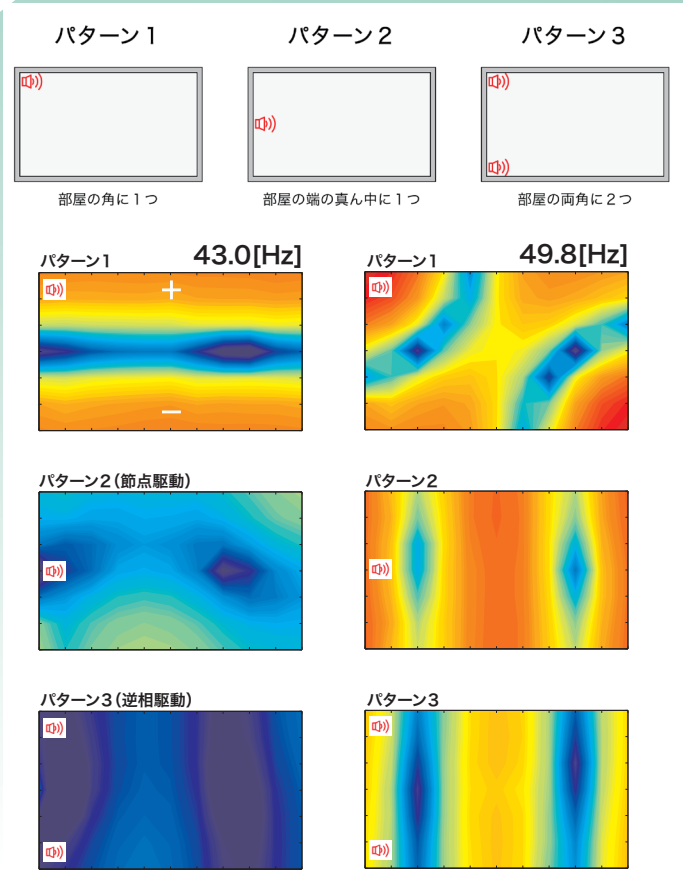 パターン1
パターン2
パターン3
部屋の角に1つ
部屋の端の真ん中に1つ
部屋の両角に2つ
パターン1
43.0[Hz]
パターン1
49.8[Hz]
+
−
パターン2(節点駆動)
パターン2
パターン3(逆相駆動)
パターン3